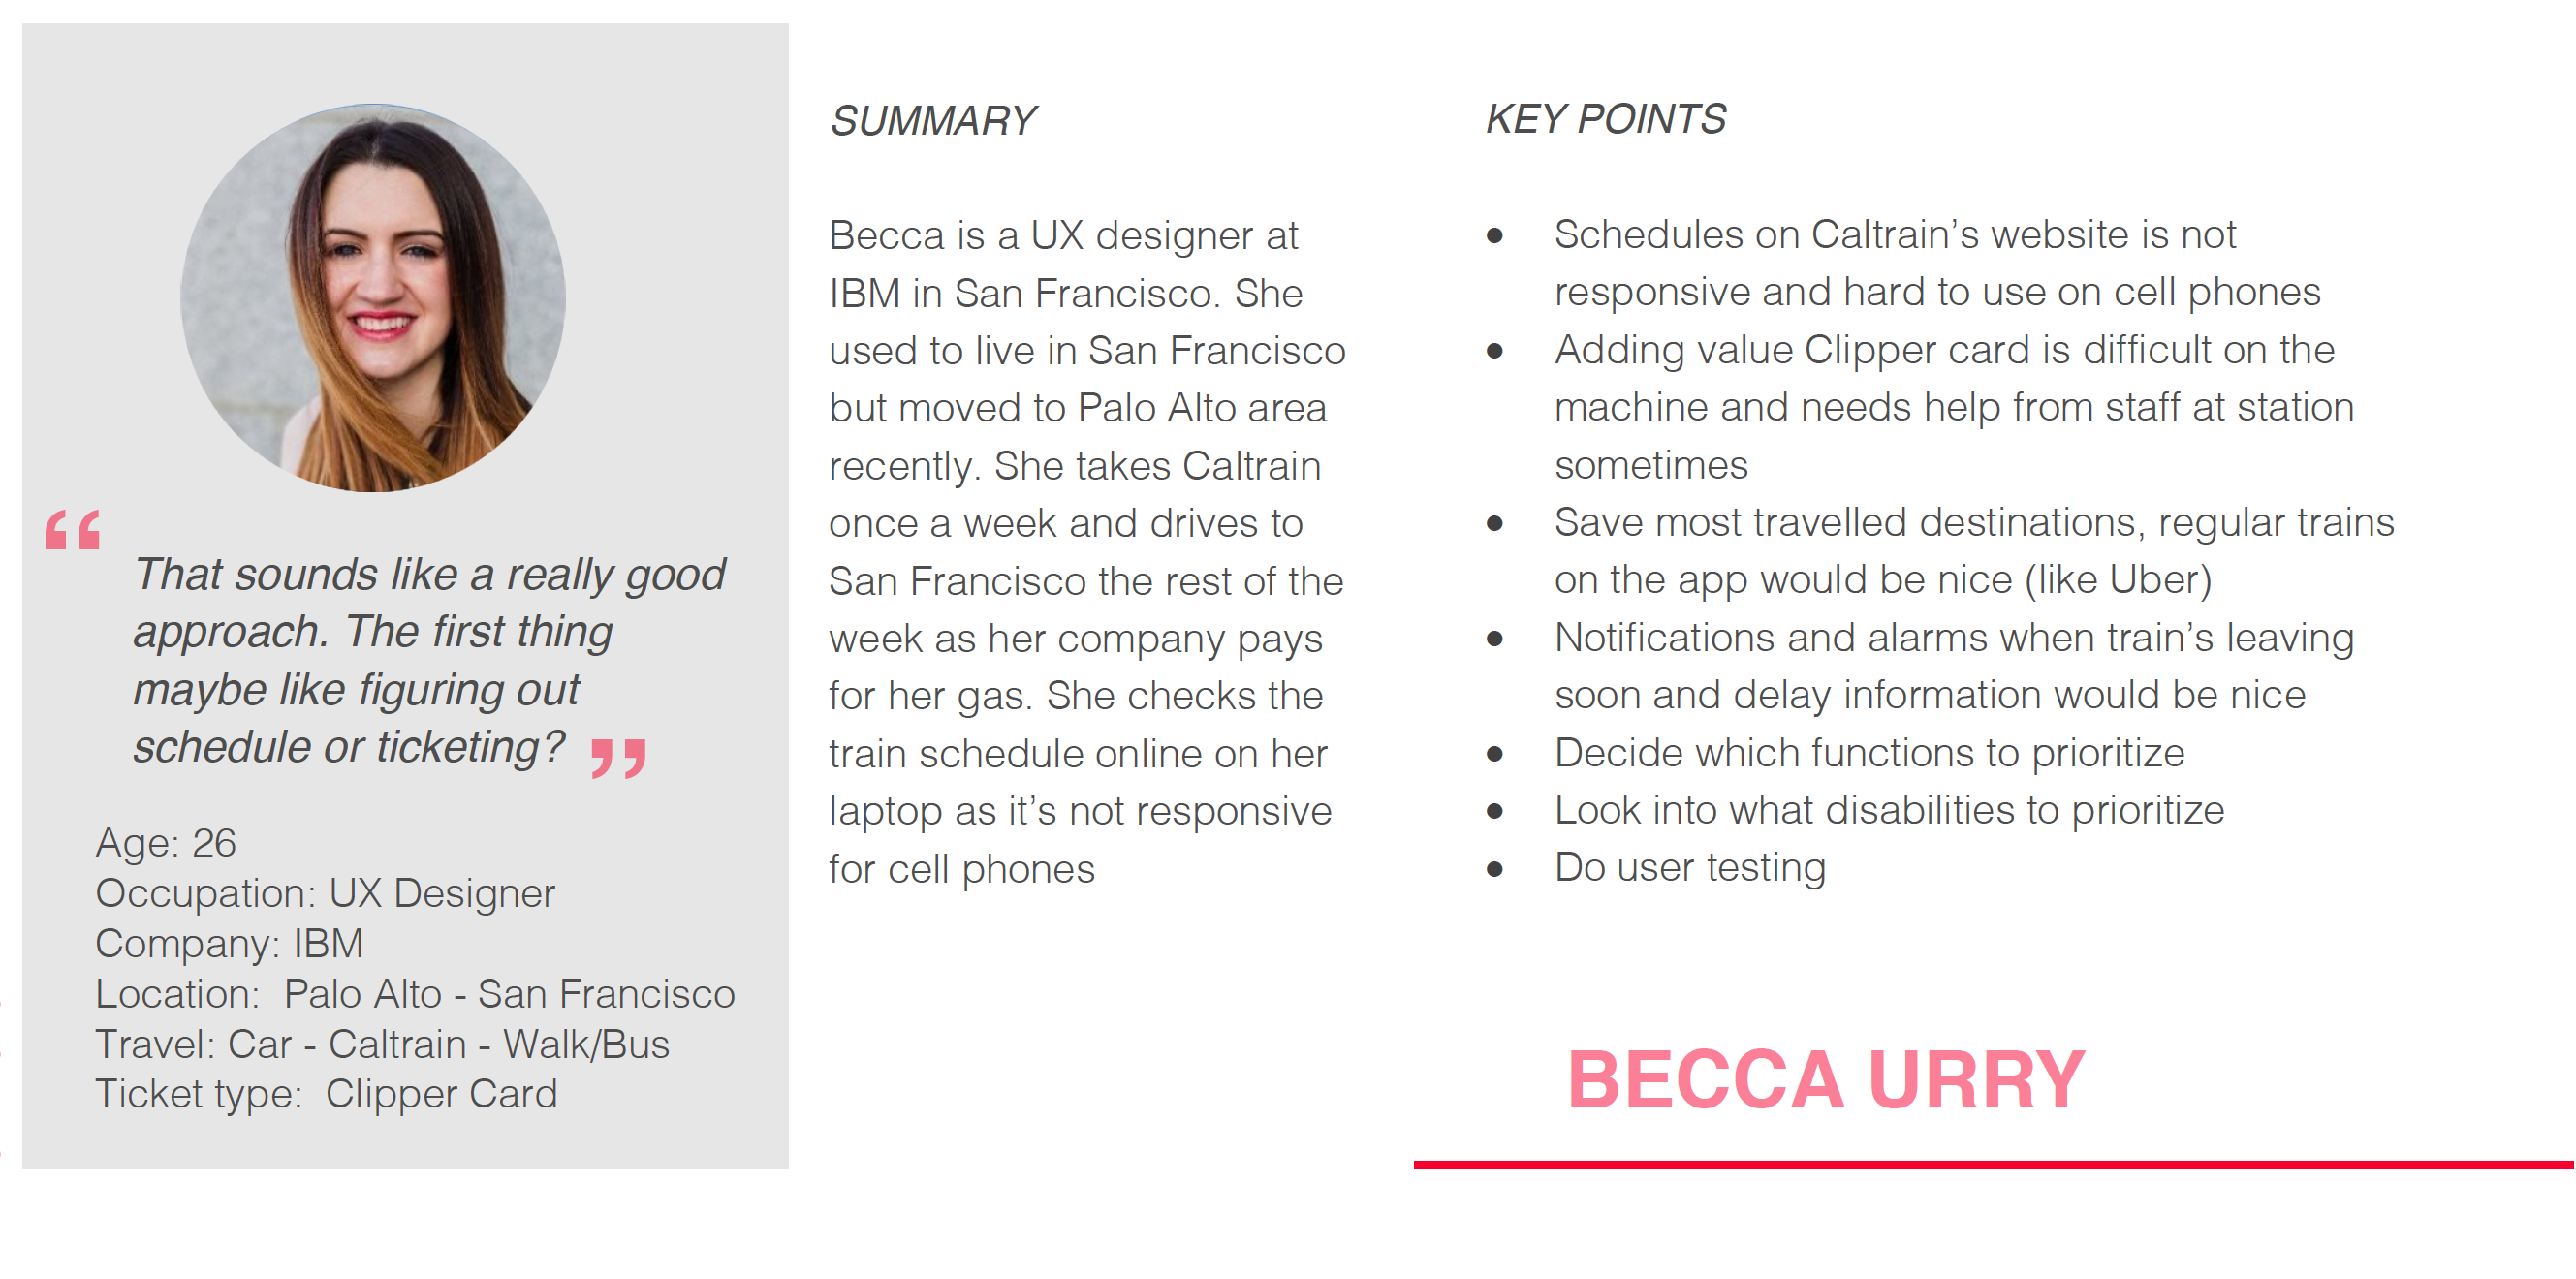 “
That sounds like a really good
approach. The first thing
maybe like figuring out
schedule or ticketing? ”
Age: 26
Occupation: UX Designer
Company: IBM
Location:  Palo Alto - San Francisco
Travel: Car - Caltrain - Walk/Bus
Ticket type:  Clipper Card
SUMMARY
Becca is a UX designer at
IBM in San Francisco. She
used to live in San Francisco
but moved to Palo Alto area
recently. She takes Caltrain
once a week and drives to
San Francisco the rest of the
week as her company pays
for her gas. She checks the
train schedule online on her
laptop as it’s not responsive
for cell phones
KEY POINTS
● Schedules on Caltrain’s website is not
responsive and hard to use on cell phones
● Adding value Clipper card is difficult on the
machine and needs help from staff at station
sometimes
● Save most travelled destinations, regular trains
on the app would be nice (like Uber)
● Notifications and alarms when train’s leaving
soon and delay information would be nice
● Decide which functions to prioritize
● Look into what disabilities to prioritize
● Do user testing
BECCA URRY